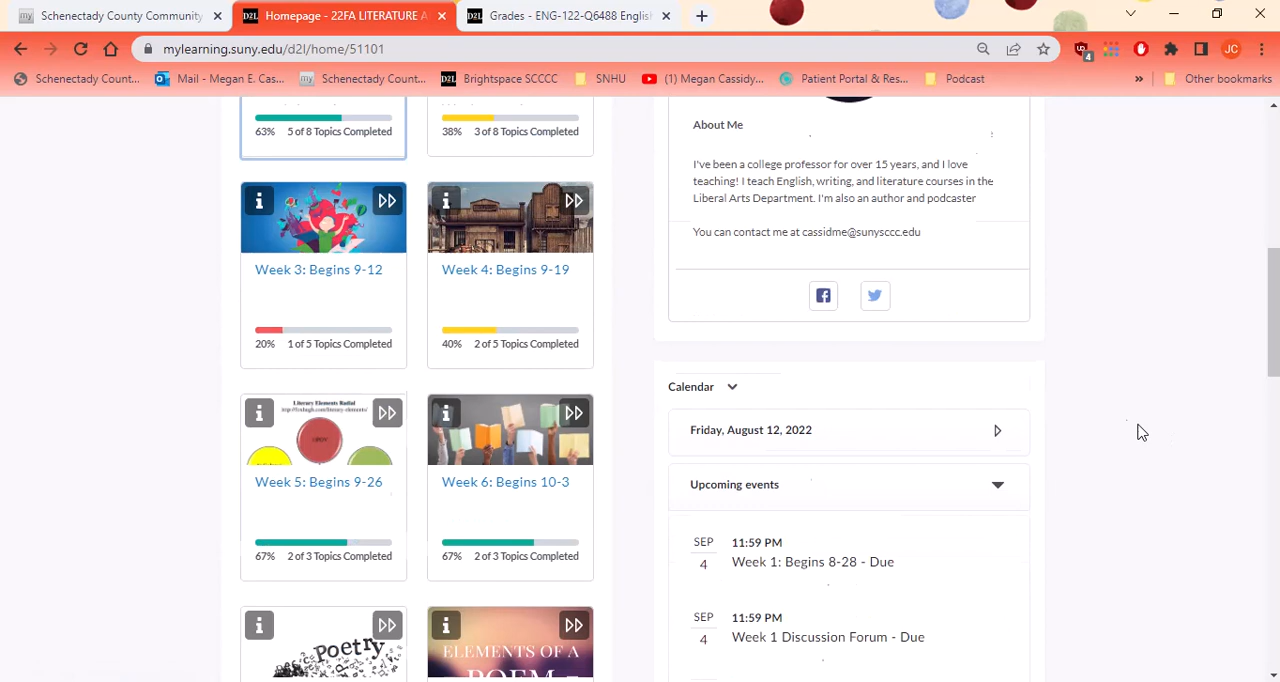 Schenectady County Community
Homepage - 22FA LITERATURE A
Grades - ENG-122-Q6488 Englis
mylearning.suny.edu/d2l/home/51101
4
JC
Schenectady Count...
Mail - Megan E. Cas...
Schenectady Count...
Brightspace SCCCC
SNHU
(1) Megan Cassidy...
Patient Portal & Res...
Podcast
»
Other bookmarks
63% 5 of 8 Topics Completed
38% 3 of 8 Topics Completed
Week 3: Begins 9-12
20% 1 of 5 Topics Completed
Week 4: Begins 9-19
40% 2 of 5 Topics Completed
Literary Elements Radial
Week 5: Begins 9-26
67% 2 of 3 Topics Completed
Week 6: Begins 10-3
67% 2 of 3 Topics Completed
Poetry
ELEMENTS OF A
POEM
About Me
I've been a college professor for over 15 years, and I love
teaching! I teach English, writing, and literature courses in the
Liberal Arts Department. I'm also an author and podcaster
You can contact me at cassidme@sunysccc.edu
Calendar
Friday, August 12, 2022
Upcoming events
SEP
4
11:59 PM
Week 1: Begins 8-28 - Due
SEP
4
11:59 PM
Week 1 Discussion Forum - Due